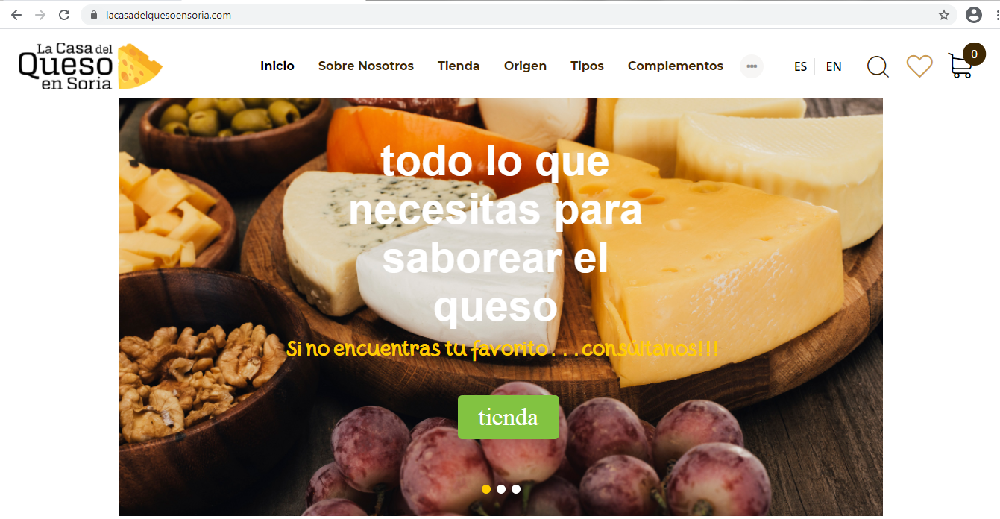 lacasadelquesoensoria.com
La Casa del
Queso
en Soria
Inicio Sobre Nosotros Tienda Origen Tipos Complementos ES EN 0
todo lo que
necesitas para
saborear el
queso
Si no encuentras tu favorito . . . consúltanos!!!
tienda